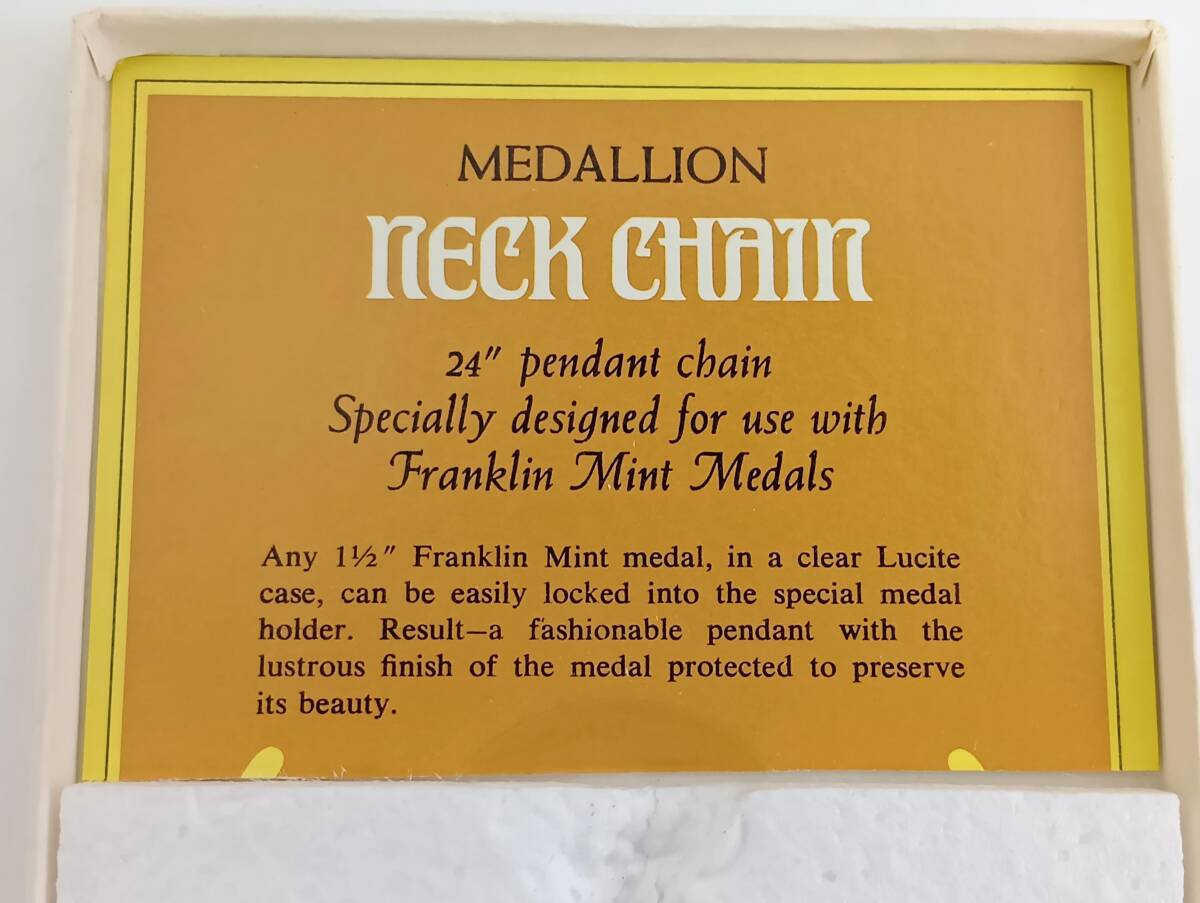 MEDALLION
NECK CHAIN
24" pendant chain
Specially designed for use with
Franklin Mint Medals
Any 1½" Franklin Mint medal, in a clear Lucite
case, can be easily locked into the special medal
holder. Result—a fashionable pendant with the
lustrous finish of the medal protected to preserve
its beauty.